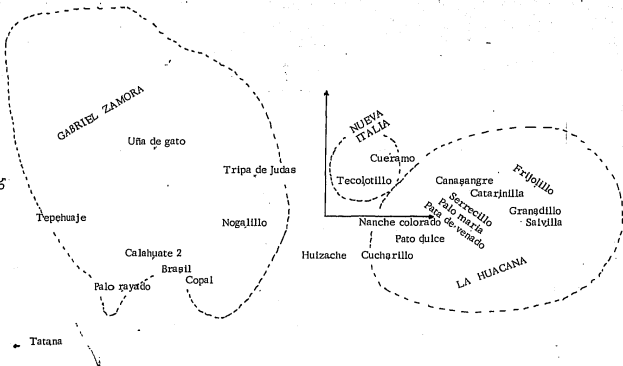 GABRIEL ZAMORA
Uña de gato
Tripa de Judas
Tepehuaje
Nogalillo
Calahuate 2
Brasil
Palo rayado
Copal
Tatana
NUEVA
ITALIA
Cueramo
Tecolotillo
Canasangre
Frijolillo
Catarinilla
Serrecillo
Palo maria
Pata de venado
Granadillo
Saivilla
Nanche colorado
Pato dulce
Huizache
Cucharillo
LA HUACANA